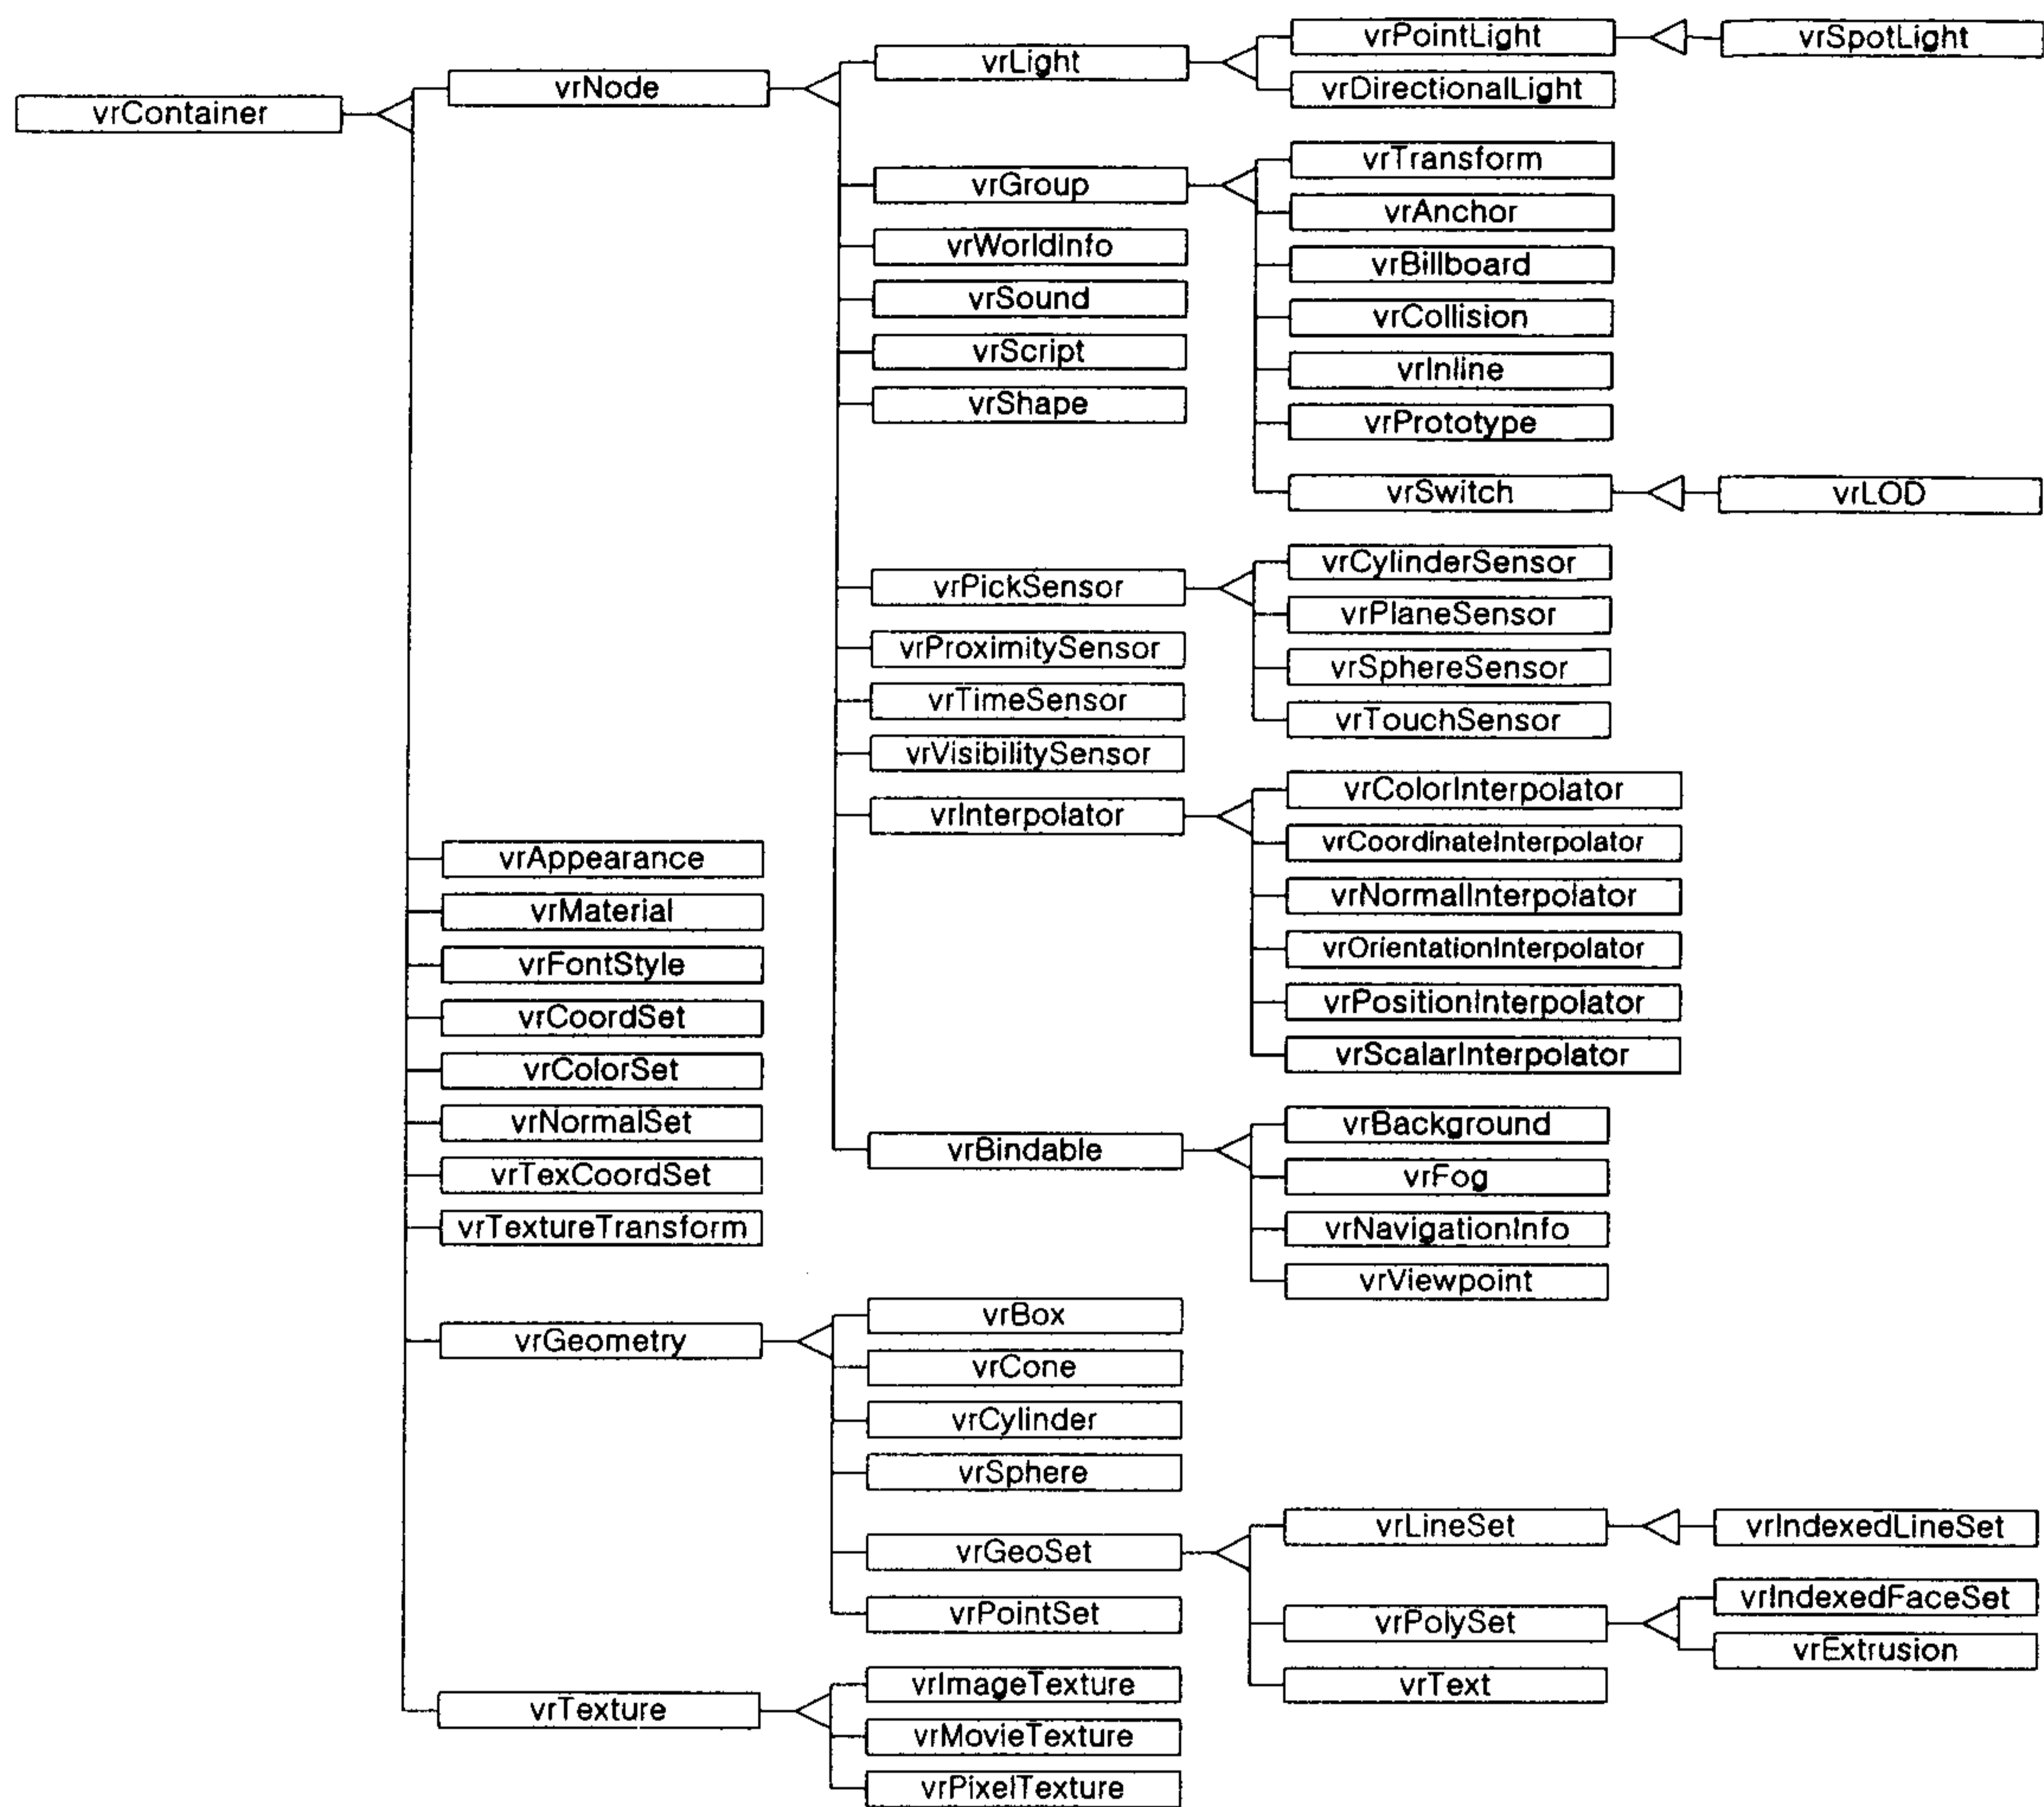 vrContainer
vrNode
vrLight
vrPointLight
vrSpotLight
vrDirectionalLight
vrGroup
vrTransform
vrAnchor
vrBillboard
vrCollision
vrInline
vrPrototype
vrSwitch
vrLOD
vrWorldInfo
vrSound
vrScript
vrShape
vrPickSensor
vrCylinderSensor
vrPlaneSensor
vrSphereSensor
vrTouchSensor
vrProximitySensor
vrTimeSensor
vrVisibilitySensor
vrInterpolator
vrColorInterpolator
vrCoordinateInterpolator
vrNormalInterpolator
vrOrientationInterpolator
vrPositionInterpolator
vrScalarInterpolator
vrBindable
vrBackground
vrFog
vrNavigationInfo
vrViewpoint
vrAppearance
vrMaterial
vrFontStyle
vrCoordSet
vrColorSet
vrNormalSet
vrTexCoordSet
vrTextureTransform
vrGeometry
vrBox
vrCone
vrCylinder
vrSphere
vrGeoSet
vrLineSet
vrIndexedLineSet
vrPolySet
vrIndexedFaceSet
vrExtrusion
vrText
vrPointSet
vrTexture
vrImageTexture
vrMovieTexture
vrPixelTexture